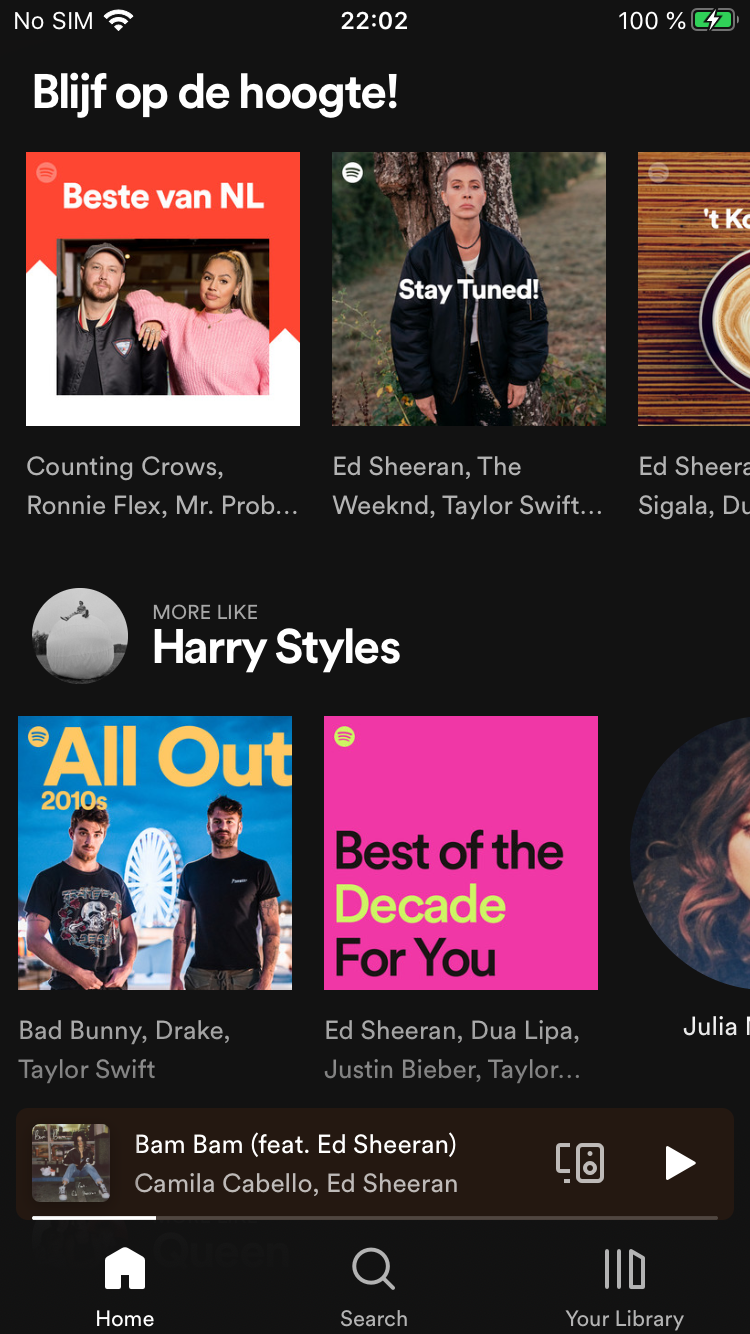 No SIM 22:02 100 %
Blijf op de hoogte!
Beste van NL
Stay Tuned!
't Ko
Counting Crows,
Ronnie Flex, Mr. Prob...
Ed Sheeran, The
Weeknd, Taylor Swift...
Ed Sheera
Sigala, Du
MORE LIKE
Harry Styles
All Out
2010s
Best of the
Decade
For You
Bad Bunny, Drake,
Taylor Swift
Ed Sheeran, Dua Lipa,
Justin Bieber, Taylor...
Julia
Bam Bam (feat. Ed Sheeran)
Camila Cabello, Ed Sheeran
Queen
Home
Search
Your Library